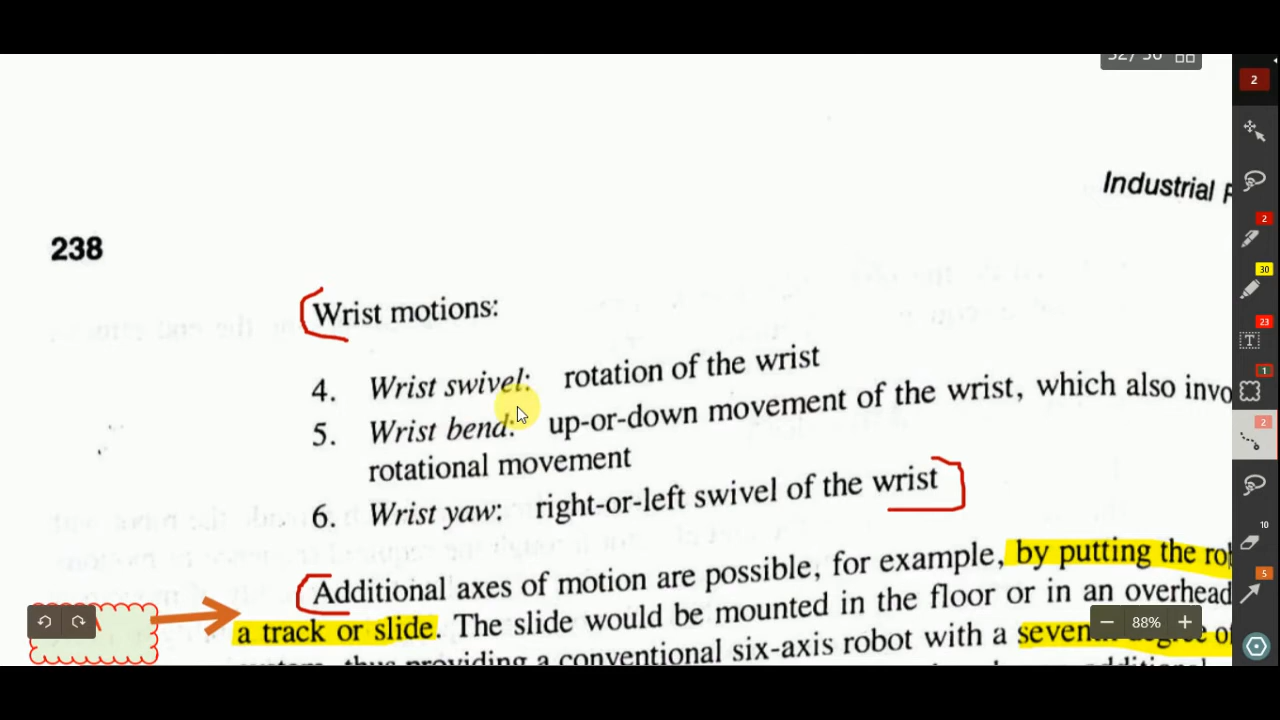 2
Industrial
238
Wrist motions:
4. Wrist swivel: rotation of the wrist
5. Wrist bend: up-or-down movement of the wrist, which also invo
rotational movement
6. Wrist yaw: right-or-left swivel of the wrist
Additional axes of motion are possible, for example, by putting the ro
a track or slide. The slide would be mounted in the floor or in an overhead
thus providing a conventional six-axis robot with a seventh degree of
88%
2
30
23
T
1
2
10
5